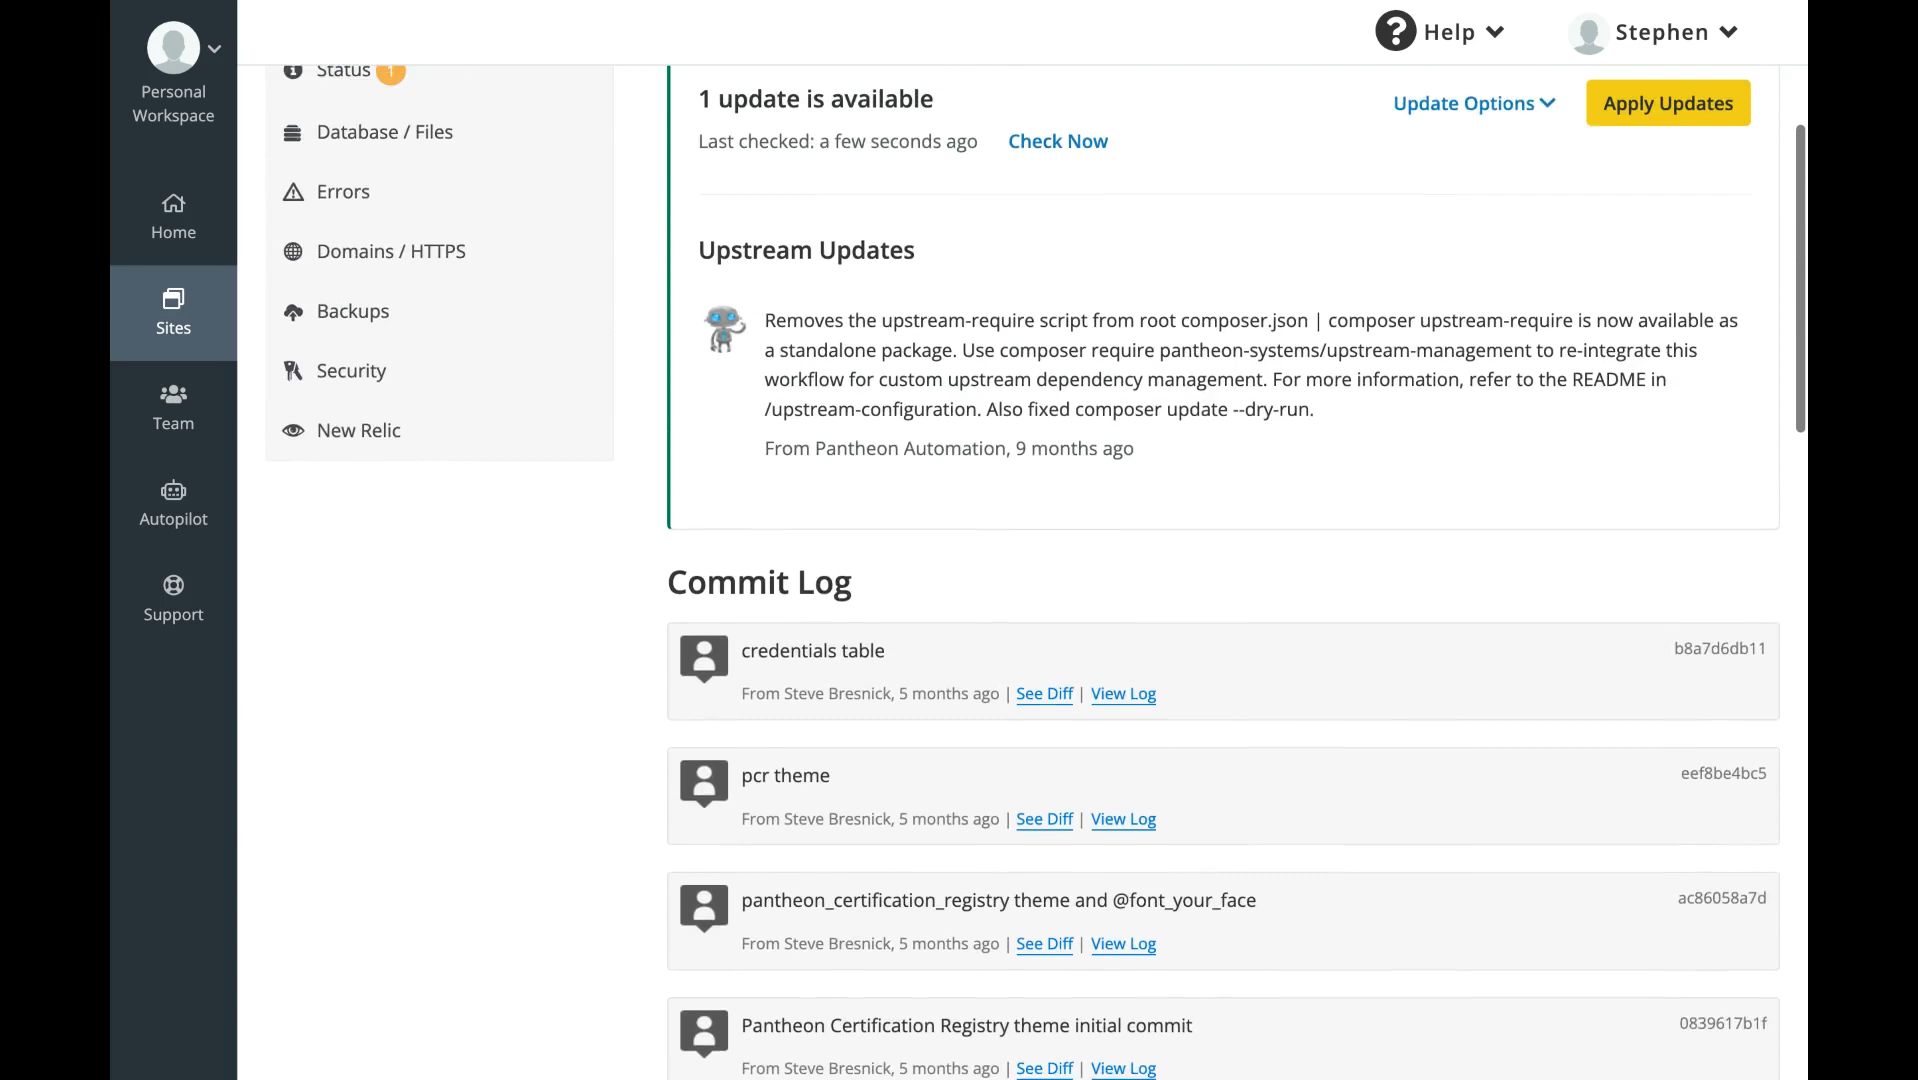 Help
Stephen
Personal
Workspace
Home
Sites
Team
Autopilot
Support
Status 1
Database / Files
Errors
Domains / HTTPS
Backups
Security
New Relic
1 update is available
Update Options
Apply Updates
Last checked: a few seconds ago
Check Now
Upstream Updates
Removes the upstream-require script from root composer.json | composer upstream-require is now available as
a standalone package. Use composer require pantheon-systems/upstream-management to re-integrate this
workflow for custom upstream dependency management. For more information, refer to the README in
/upstream-configuration. Also fixed composer update --dry-run.
From Pantheon Automation, 9 months ago
Commit Log
credentials table
b8a7d6db11
From Steve Bresnick, 5 months ago | See Diff | View Log
pcr theme
eef8be4bc5
From Steve Bresnick, 5 months ago | See Diff | View Log
pantheon_certification_registry theme and @font_your_face
ac86058a7d
From Steve Bresnick, 5 months ago | See Diff | View Log
Pantheon Certification Registry theme initial commit
0839617b1f
From Steve Bresnick, 5 months ago | See Diff | View Log